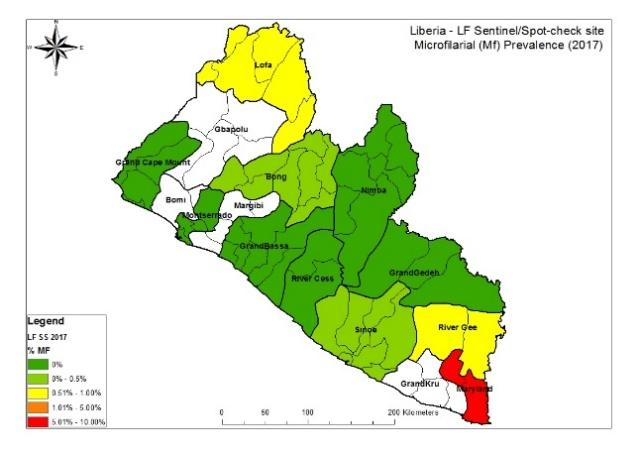 Liberia - LF Sentinel/Spot-check site
Microfilarial (Mf) Prevalence (2017)
N
W
E
S
Lofa
Gbapolu
Grand Cape Mount
Bong
Nimba
Bomi
Margibi
Montserrado
GrandBassa
GrandGedeh
River Cess
Sinoe
River Gee
GrandKru
Maryland
Legend
LF SS 2017
% MF
0%
0% - 0.5%
0.51% - 1.00%
1.01% - 5.00%
5.01% - 10.00%
0 50 100 200 Kilometers